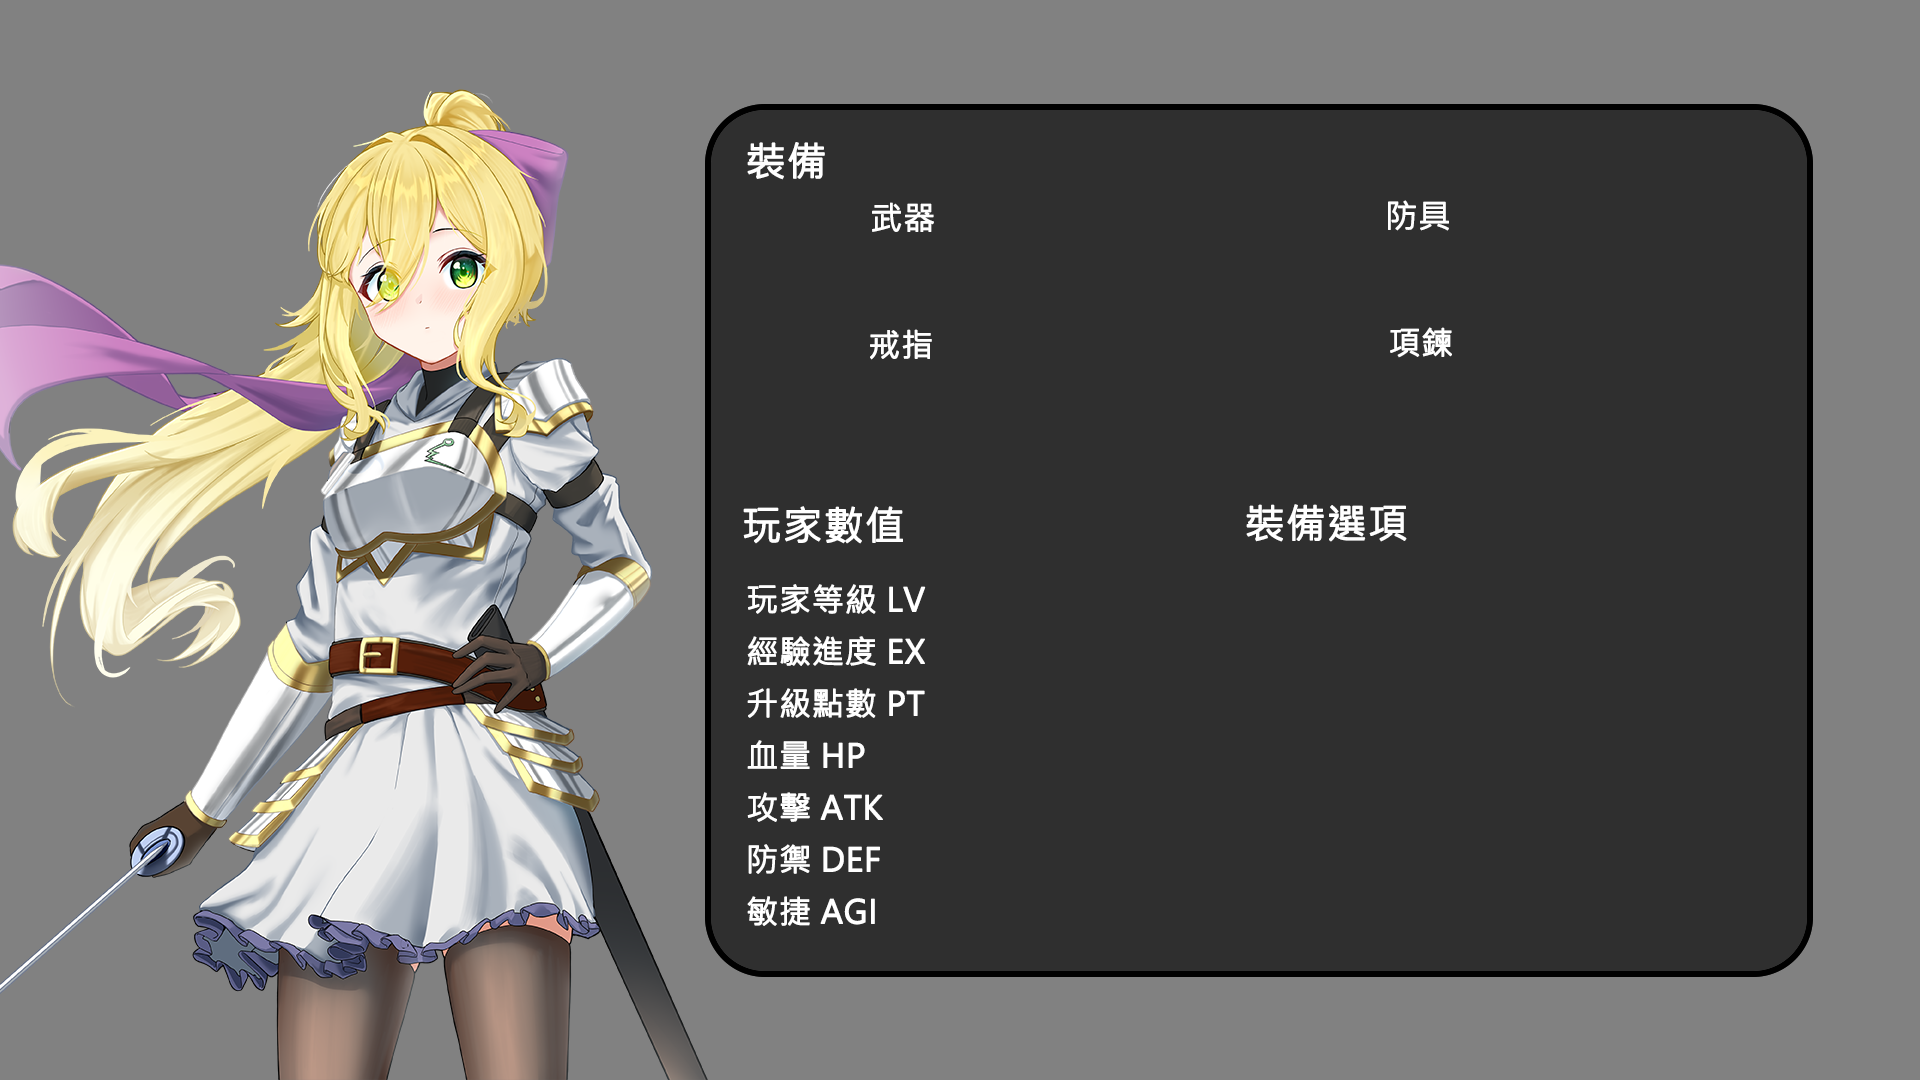 裝備
武器 防具
戒指 項鍊
玩家數值 裝備選項
玩家等級 LV
經驗進度 EX
升級點數 PT
血量 HP
攻擊 ATK
防禦 DEF
敏捷 AGI